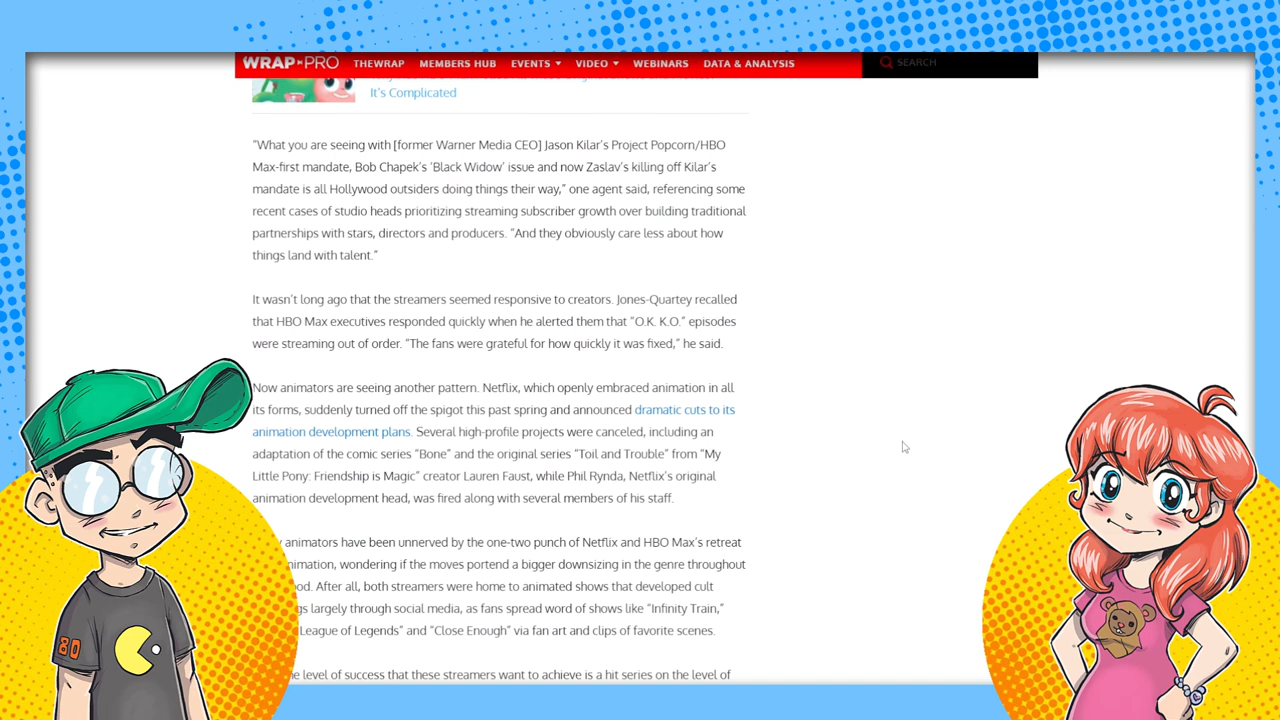 WRAP PRO THEWRAP MEMBERS HUB EVENTS VIDEO WEBINARS DATA & ANALYSIS SEARCH
It's Complicated
“What you are seeing with [former Warner Media CEO] Jason Kilar's Project Popcorn/HBO
Max-first mandate, Bob Chapek's ‘Black Widow’ issue and now Zaslav's killing off Kilar's
mandate is all Hollywood outsiders doing things their way,” one agent said, referencing some
recent cases of studio heads prioritizing streaming subscriber growth over building traditional
partnerships with stars, directors and producers. “And they obviously care less about how
things land with talent.”
It wasn't long ago that the streamers seemed responsive to creators. Jones-Quartey recalled
that HBO Max executives responded quickly when he alerted them that “O.K. K.O.” episodes
were streaming out of order. “The fans were grateful for how quickly it was fixed,” he said.
Now animators are seeing another pattern. Netflix, which openly embraced animation in all
its forms, suddenly turned off the spigot this past spring and announced dramatic cuts to its
animation development plans. Several high-profile projects were canceled, including an
adaptation of the comic series “Bone” and the original series “Toil and Trouble” from “My
Little Pony: Friendship is Magic” creator Lauren Faust, while Phil Rynda, Netflix's original
animation development head, was fired along with several members of his staff.
animators have been unnerved by the one-two punch of Netflix and HBO Max's retreat
imation, wondering if the moves portend a bigger downsizing in the genre throughout
od. After all, both streamers were home to animated shows that developed cult
gs largely through social media, as fans spread word of shows like “Infinity Train,”
League of Legends” and “Close Enough” via fan art and clips of favorite scenes.
e level of success that these streamers want to achieve is a hit series on the level of
80